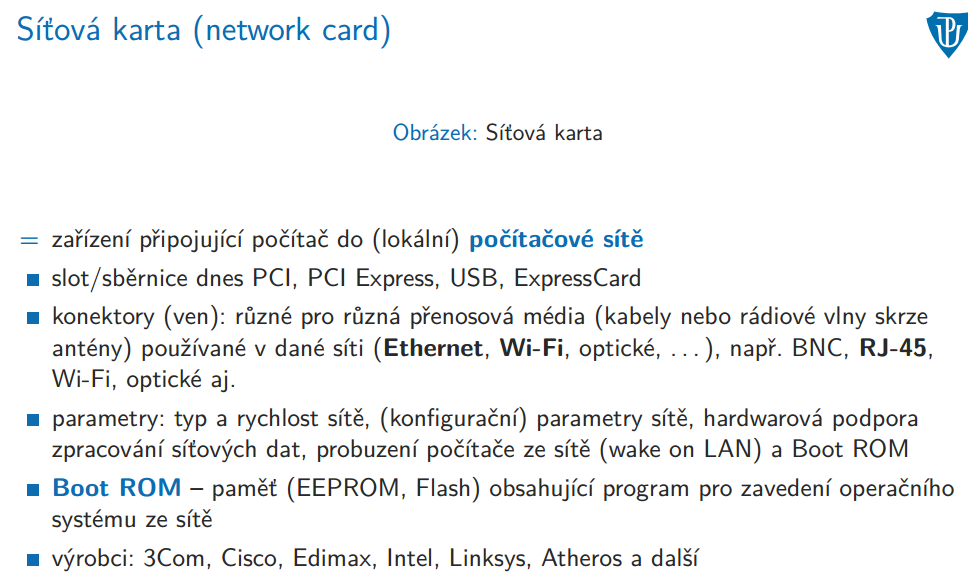 Síťová karta (network card)
Obrázek: Síťová karta
= zařízení připojující počítač do (lokální) počítačové sítě
■ slot/sběrnice dnes PCI, PCI Express, USB, ExpressCard
■ konektory (ven): různé pro různá přenosová média (kabely nebo rádiové vlny skrze
antény) používané v dané síti (Ethernet, Wi-Fi, optické, . . . ), např. BNC, RJ-45,
Wi-Fi, optické aj.
■ parametry: typ a rychlost sítě, (konfigurační) parametry sítě, hardwarová podpora
zpracování síťových dat, probuzení počítače ze sítě (wake on LAN) a Boot ROM
■ Boot ROM – paměť (EEPROM, Flash) obsahující program pro zavedení operačního
systému ze sítě
■ výrobci: 3Com, Cisco, Edimax, Intel, Linksys, Atheros a další